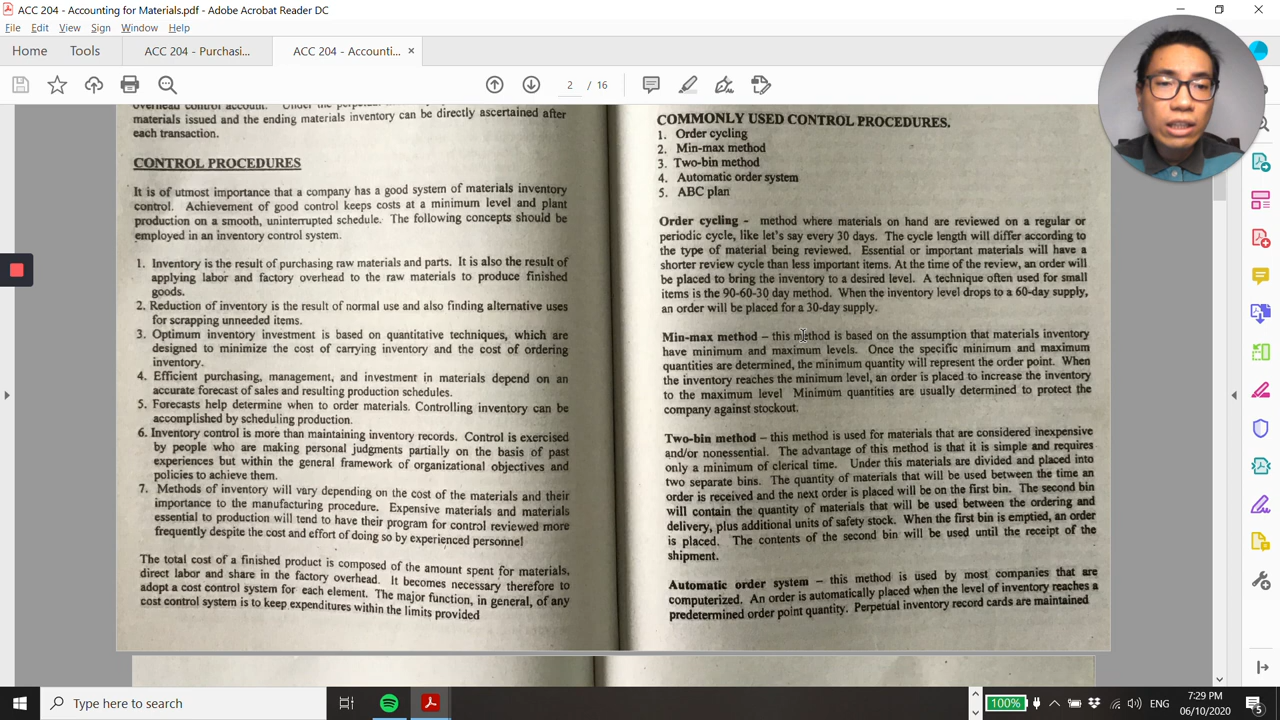 ACC 204 - Accounting for Materials.pdf - Adobe Acrobat Reader DC
File Edit View Sign Window Help
Home Tools ACC 204 - Purchasi... ACC 204 - Accounti... ×
2 / 16
overhead control account. Under the
materials issued and the ending materials inventory can be directly ascertained after
each transaction.
CONTROL PROCEDURES
It is of utmost importance that a company has a good system of materials inventory
control. Achievement of good control keeps costs at a minimum level and plant
production on a smooth, uninterrupted schedule. The following concepts should be
employed in an inventory control system.
1. Inventory is the result of purchasing raw materials and parts. It is also the result of
applying labor and factory overhead to the raw materials to produce finished
goods.
2. Reduction of inventory is the result of normal use and also finding alternative uses
for scrapping unneeded items.
3. Optimum inventory investment is based on quantitative techniques, which are
designed to minimize the cost of carrying inventory and the cost of ordering
inventory.
4. Efficient purchasing, management, and investment in materials depend on an
accurate forecast of sales and resulting production schedules.
5. Forecasts help determine when to order materials. Controlling inventory can be
accomplished by scheduling production.
6. Inventory control is more than maintaining inventory records. Control is exercised
by people who are making personal judgments partially on the basis of past
experiences but within the general framework of organizational objectives and
policies to achieve them.
7. Methods of inventory will vary depending on the cost of the materials and their
importance to the manufacturing procedure. Expensive materials and materials
essential to production will tend to have their program for control reviewed more
frequently despite the cost and effort of doing so by experienced personnel
The total cost of a finished product is composed of the amount spent for materials,
direct labor and share in the factory overhead. It becomes necessary therefore to
adopt a cost control system for each element. The major function, in general, of any
cost control system is to keep expenditures within the limits provided
COMMONLY USED CONTROL PROCEDURES.
1. Order cycling
2. Min-max method
3. Two-bin method
4. Automatic order system
5. ABC plan
Order cycling - method where materials on hand are reviewed on a regular or
periodic cycle, like let's say every 30 days. The cycle length will differ according to
the type of material being reviewed. Essential or important materials will have a
shorter review cycle than less important items. At the time of the review, an order will
be placed to bring the inventory to a desired level. A technique often used for small
items is the 90-60-30 day method. When the inventory level drops to a 60-day supply,
an order will be placed for a 30-day supply.
Min-max method – this method is based on the assumption that materials inventory
have minimum and maximum levels. Once the specific minimum and maximum
quantities are determined, the minimum quantity will represent the order point. When
the inventory reaches the minimum level, an order is placed to increase the inventory
to the maximum level Minimum quantities are usually determined to protect the
company against stockout.
Two-bin method – this method is used for materials that are considered inexpensive
and/or nonessential. The advantage of this method is that it is simple and requires
only a minimum of clerical time. Under this materials are divided and placed into
two separate bins. The quantity of materials that will be used between the time an
order is received and the next order is placed will be on the first bin. The second bin
will contain the quantity of materials that will be used between the ordering and
delivery, plus additional units of safety stock. When the first bin is emptied, an order
is placed. The contents of the second bin will be used until the receipt of the
shipment.
Automatic order system – this method is used by most companies that are
computerized. An order is automatically placed when the level of inventory reaches a
predetermined order point quantity. Perpetual inventory record cards are maintained
Type here to search
100%
ENG
7:29 PM
06/10/2020
5